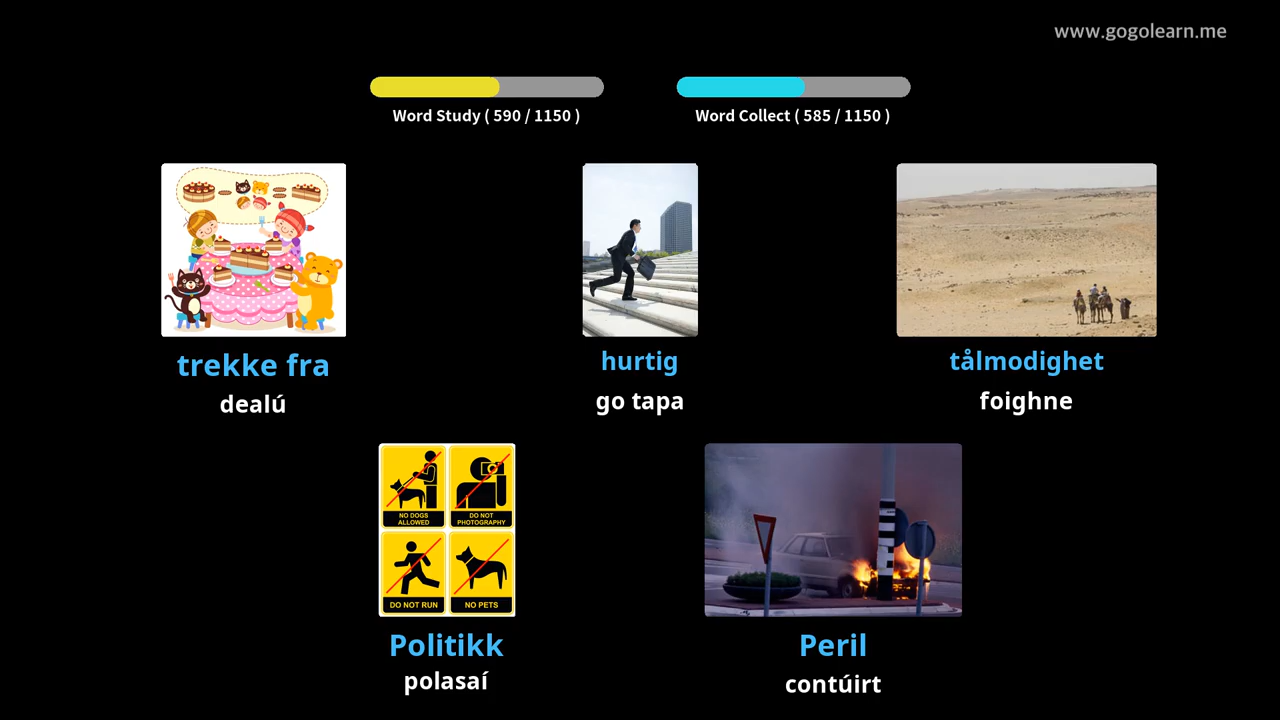 www.gogolearn.me
Word Study ( 590 / 1150 )
Word Collect ( 585 / 1150 )
trekke fra
dealú
hurtig
go tapa
tålmodighet
foighne
NO DOGS
ALLOWED
DO NOT
PHOTOGRAPHY
DO NOT RUN
NO PETS
Politikk
polasaí
Peril
contúirt